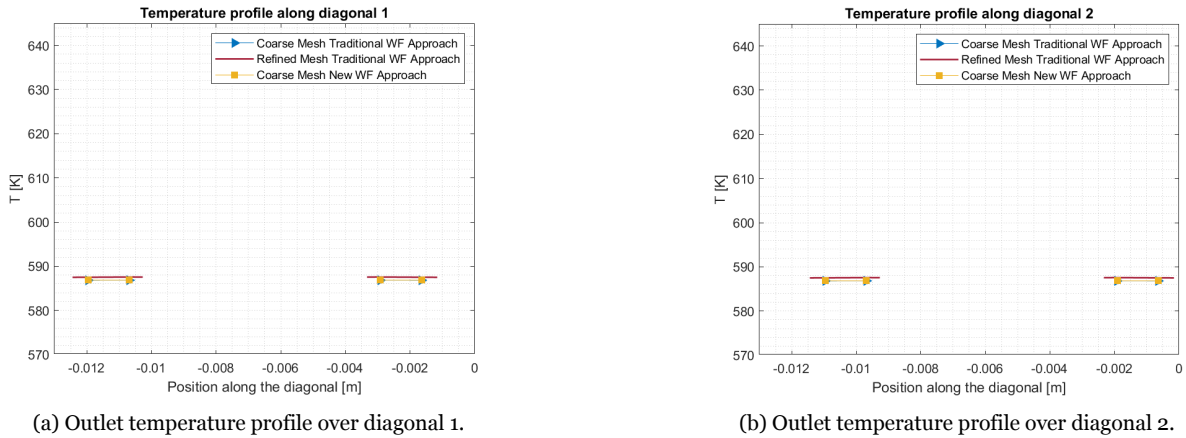 Temperature profile along diagonal 1
Coarse Mesh Traditional WF Approach
Refined Mesh Traditional WF Approach
Coarse Mesh New WF Approach
T [K]
640
630
620
610
600
590
580
570
-0.012
-0.01
-0.008
-0.006
-0.004
-0.002
0
Position along the diagonal [m]
(a) Outlet temperature profile over diagonal 1.
Temperature profile along diagonal 2
Coarse Mesh Traditional WF Approach
Refined Mesh Traditional WF Approach
Coarse Mesh New WF Approach
T [K]
640
630
620
610
600
590
580
570
-0.012
-0.01
-0.008
-0.006
-0.004
-0.002
0
Position along the diagonal [m]
(b) Outlet temperature profile over diagonal 2.